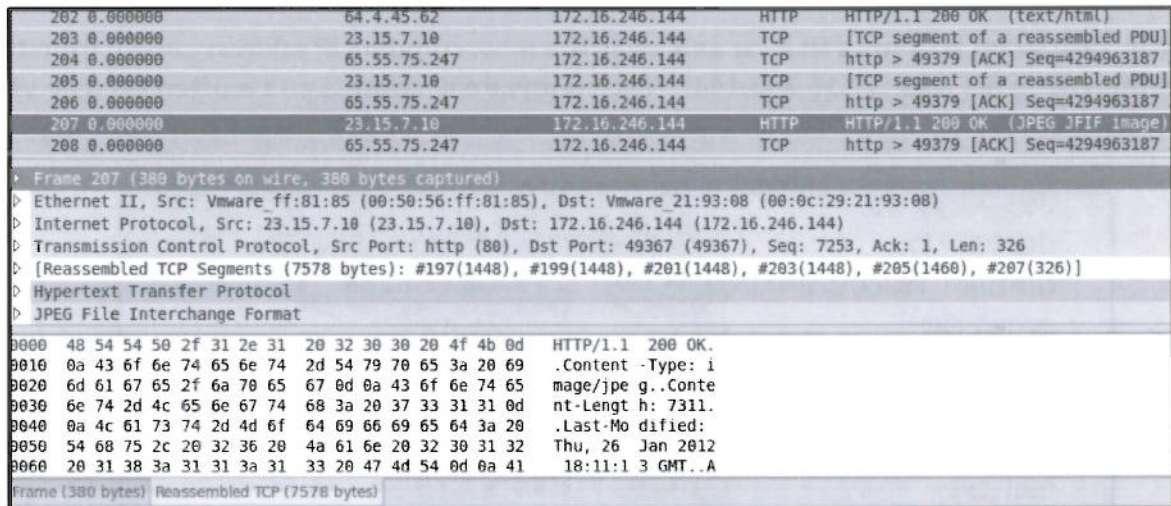 202 0.000000 64.4.45.62 172.16.246.144 HTTP HTTP/1.1 200 OK (text/html)
203 0.000000 23.15.7.10 172.16.246.144 TCP [TCP segment of a reassembled PDU]
204 0.000000 65.55.75.247 172.16.246.144 TCP http > 49379 [ACK] Seq=4294963187
205 0.000000 23.15.7.10 172.16.246.144 TCP [TCP segment of a reassembled PDU]
206 0.000000 65.55.75.247 172.16.246.144 TCP http > 49379 [ACK] Seq=4294963187
207 0.000000 23.15.7.10 172.16.246.144 HTTP HTTP/1.1 200 OK (JPEG JFIF image)
208 0.000000 65.55.75.247 172.16.246.144 TCP http > 49379 [ACK] Seq=4294963187
Frame 207 (380 bytes on wire, 380 bytes captured)
Ethernet II, Src: Vmware_ff:81:85 (00:50:56:ff:81:85), Dst: Vmware_21:93:08 (00:0c:29:21:93:08)
Internet Protocol, Src: 23.15.7.10 (23.15.7.10), Dst: 172.16.246.144 (172.16.246.144)
Transmission Control Protocol, Src Port: http (80), Dst Port: 49367 (49367), Seq: 7253, Ack: 1, Len: 326
[Reassembled TCP Segments (7578 bytes): #197(1448), #199(1448), #201(1448), #203(1448), #205(1460), #207(326)]
Hypertext Transfer Protocol
JPEG File Interchange Format
0000 48 54 54 50 2f 31 2e 31 20 32 30 30 20 4f 4b 0d HTTP/1.1 200 OK.
0010 0a 43 6f 6e 74 65 6e 74 2d 54 79 70 65 3a 20 69 .Content -Type: i
0020 6d 61 67 65 2f 6a 70 65 67 0d 0a 43 6f 6e 74 65 mage/jpe g..Conte
0030 6e 74 2d 4c 65 6e 67 74 68 3a 20 37 33 31 31 0d nt-Lengt h: 7311.
0040 0a 4c 61 73 74 2d 4d 6f 64 69 66 69 65 64 3a 20 .Last-Mo dified:
0050 54 68 75 2c 20 32 36 20 4a 61 6e 20 32 30 31 32 Thu, 26 Jan 2012
0060 20 31 38 3a 31 31 3a 31 33 20 47 4d 54 0d 0a 41 18:11:1 3 GMT..A
Frame (380 bytes) Reassembled TCP (7578 bytes)